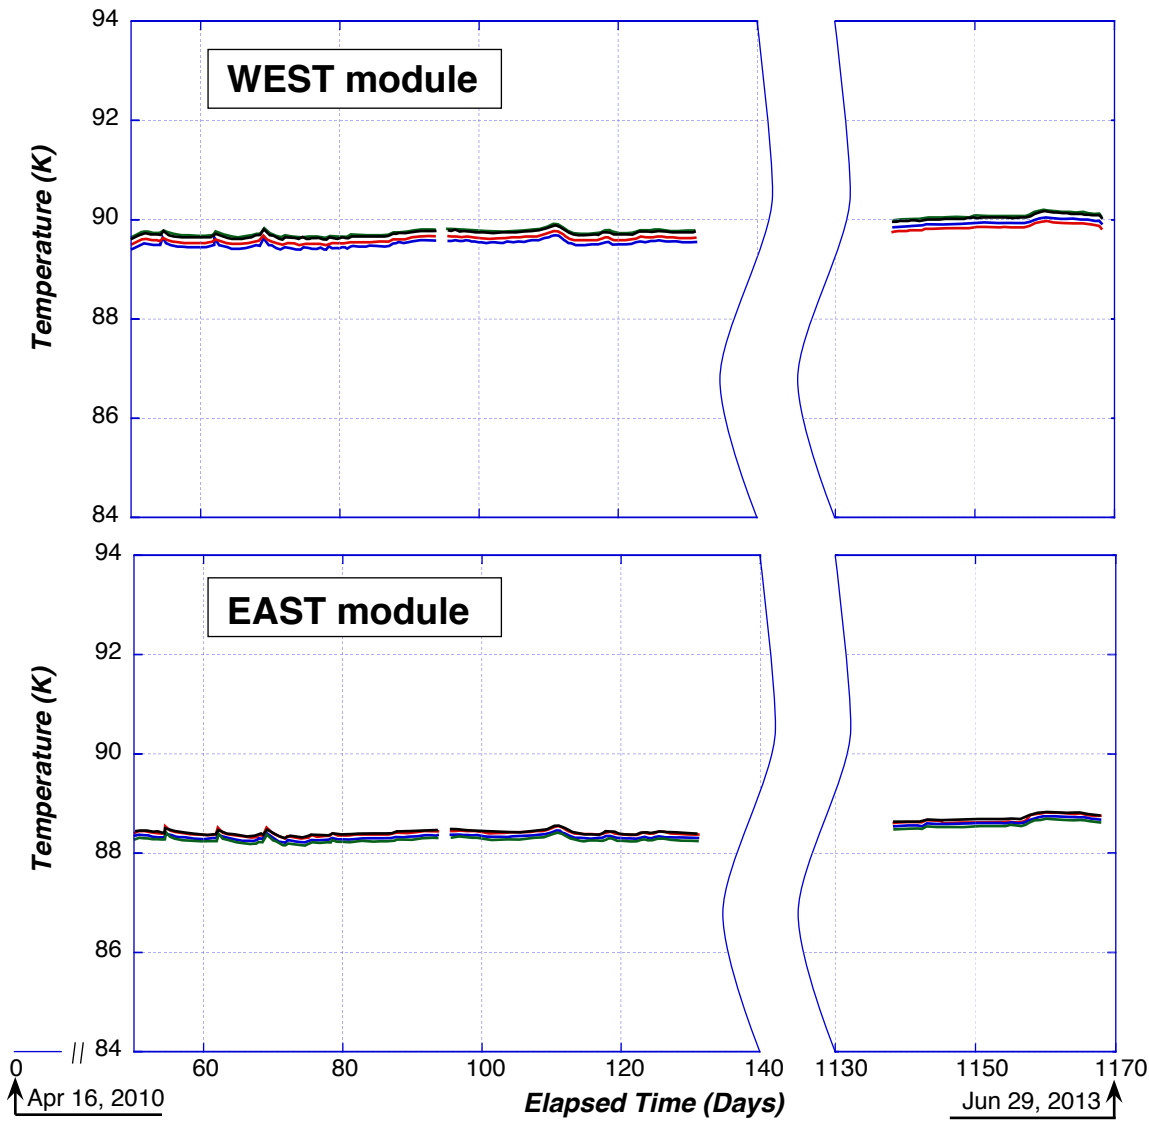 94
WEST module
92
90
88
86
84
Temperature (K)
94
EAST module
92
90
88
86
84
Temperature (K)
0 // 60 80 100 120 140 1130 1150 1170
Apr 16, 2010 Elapsed Time (Days) Jun 29, 2013